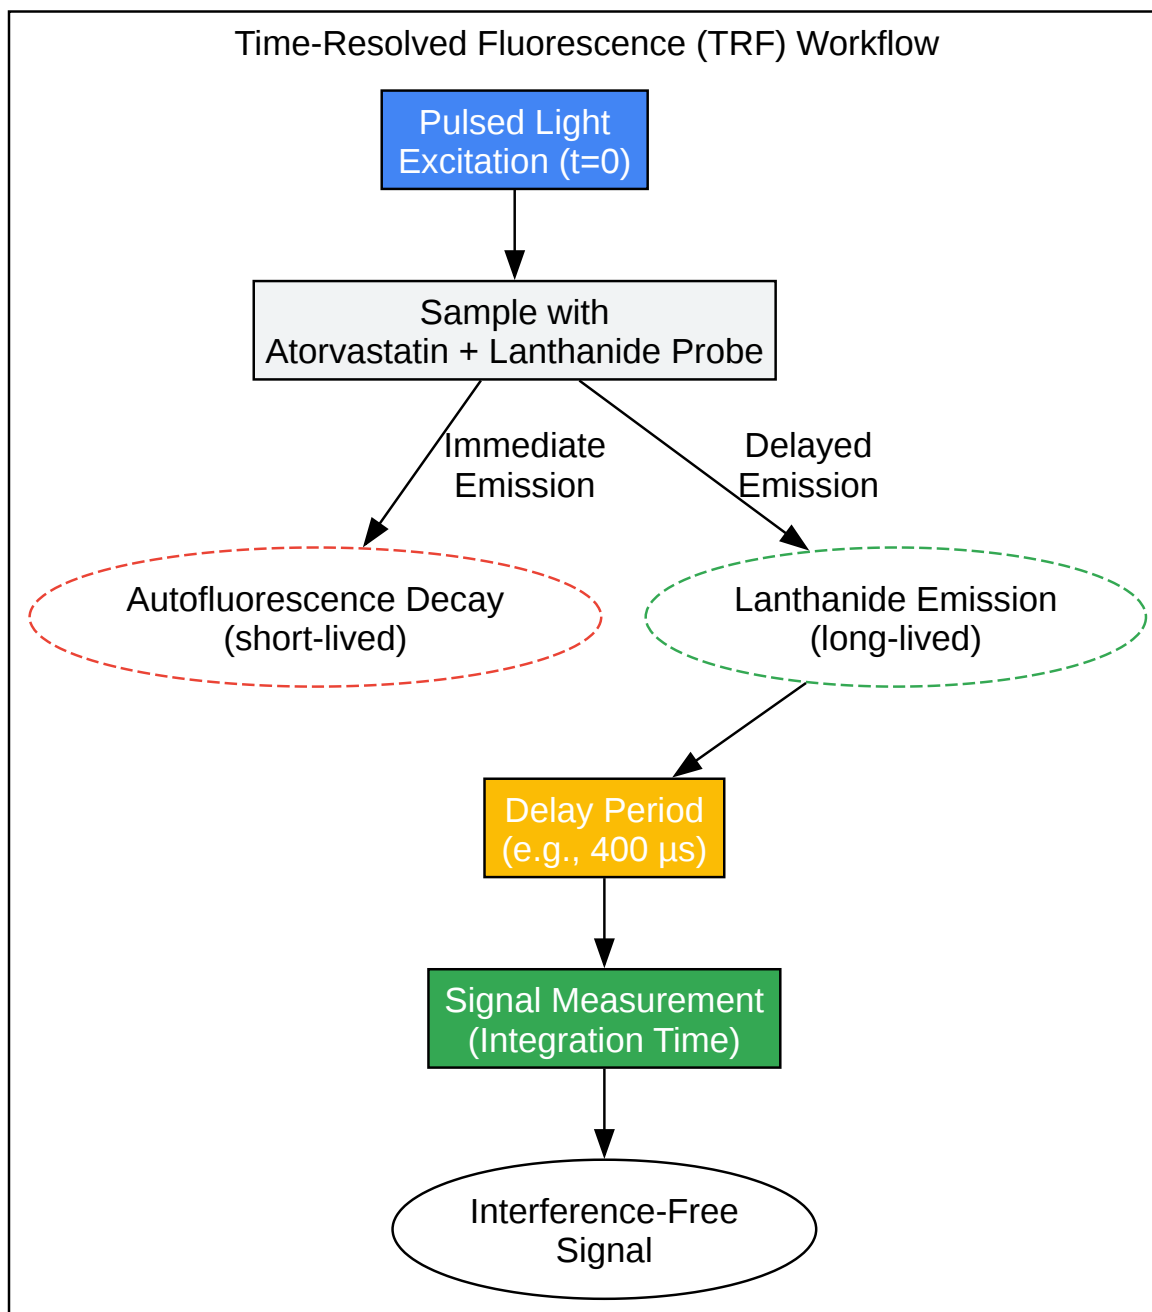 Time-Resolved Fluorescence (TRF) Workflow
Pulsed Light
Excitation (t=0)
Sample with
Atorvastatin + Lanthanide Probe
Immediate
Emission
Delayed
Emission
Autofluorescence Decay
(short-lived)
Lanthanide Emission
(long-lived)
Delay Period
(e.g., 400 µs)
Signal Measurement
(Integration Time)
Interference-Free
Signal